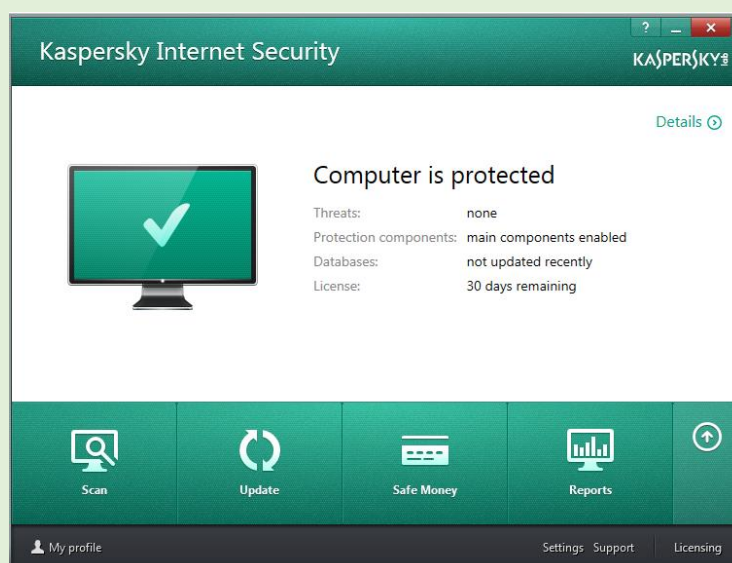 Kaspersky Internet Security
?
KASPERSKY lab
Details
Computer is protected
Threats: none
Protection components: main components enabled
Databases: not updated recently
License: 30 days remaining
Scan Update Safe Money Reports
My profile Settings Support Licensing